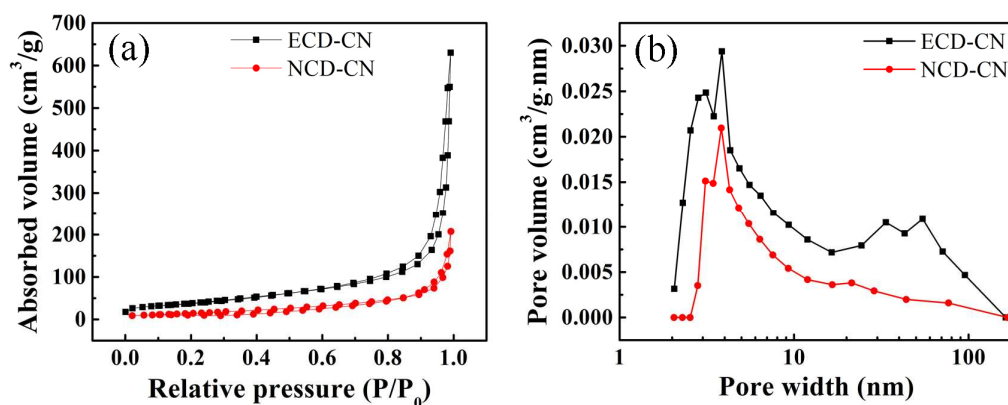 (a)
ECD-CN
NCD-CN
Absorbed volume (cm³/g)
700
600
500
400
300
200
100
0
0.0 0.2 0.4 0.6 0.8 1.0
Relative pressure (P/P₀)
(b)
ECD-CN
NCD-CN
Pore volume (cm³/g·nm)
0.030
0.025
0.020
0.015
0.010
0.005
0.000
1 10 100
Pore width (nm)